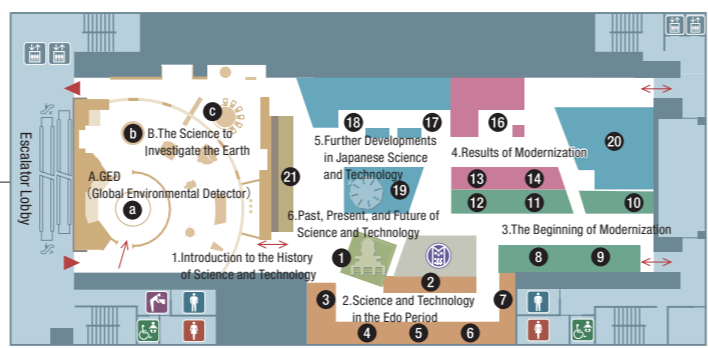 c
b
B.The Science to
Investigate the Earth
A.GED
(Global Environmental Detector)
a
Escalator Lobby
21
18
17
16
5.Further Developments
in Japanese Science
and Technology
19
4.Results of Modernization
20
13
14
12
11
10
6.Past, Present, and Future of
Science and Technology
3.The Beginning of Modernization
1.Introduction to the History
of Science and Technology
1
2
8
9
3
2.Science and Technology
in the Edo Period
7
4
5
6